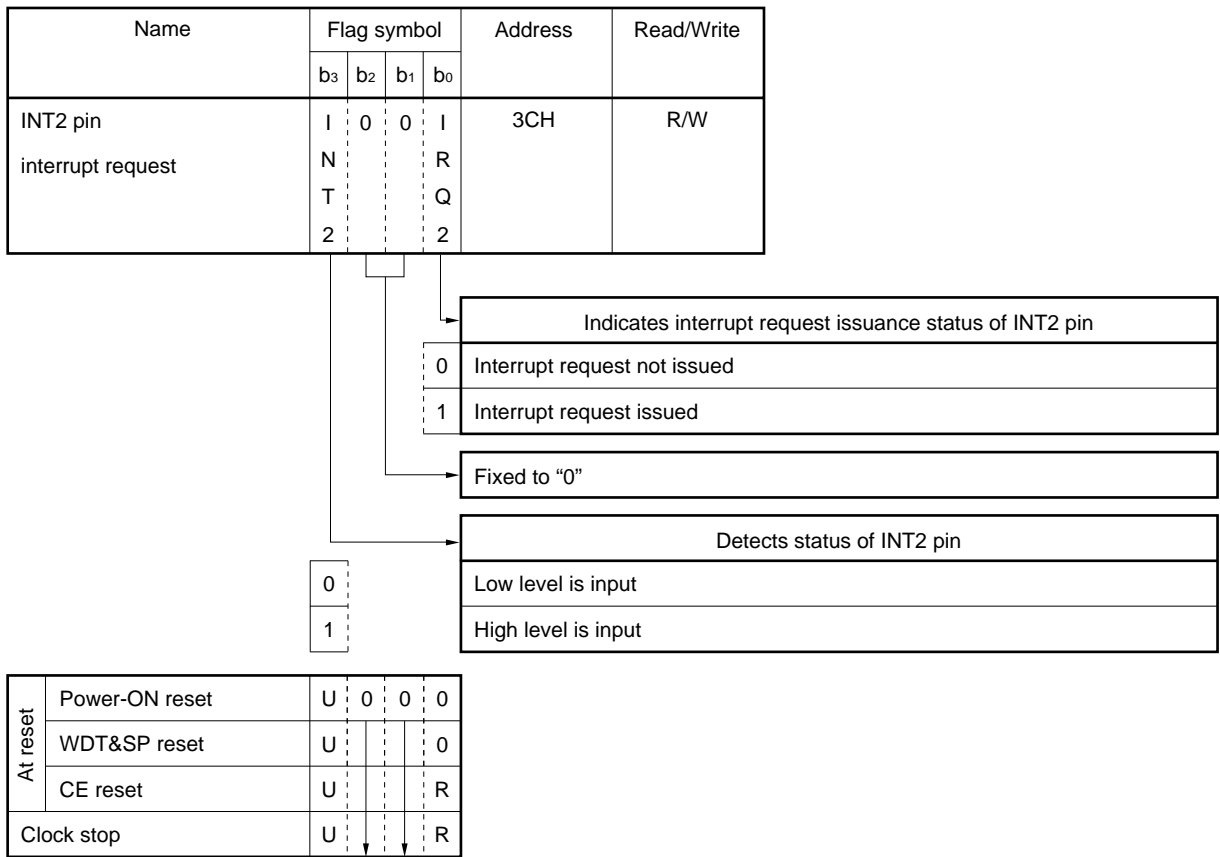 Name Flag symbol Address Read/Write
b3 b2 b1 b0
INT2 pin I 0 0 I 3CH R/W
interrupt request N R
T Q
2 2
Indicates interrupt request issuance status of INT2 pin
0 Interrupt request not issued
1 Interrupt request issued
Fixed to “0”
Detects status of INT2 pin
0 Low level is input
1 High level is input
At reset
Power-ON reset U 0 0 0
WDT&SP reset U 0
CE reset U R
Clock stop U R